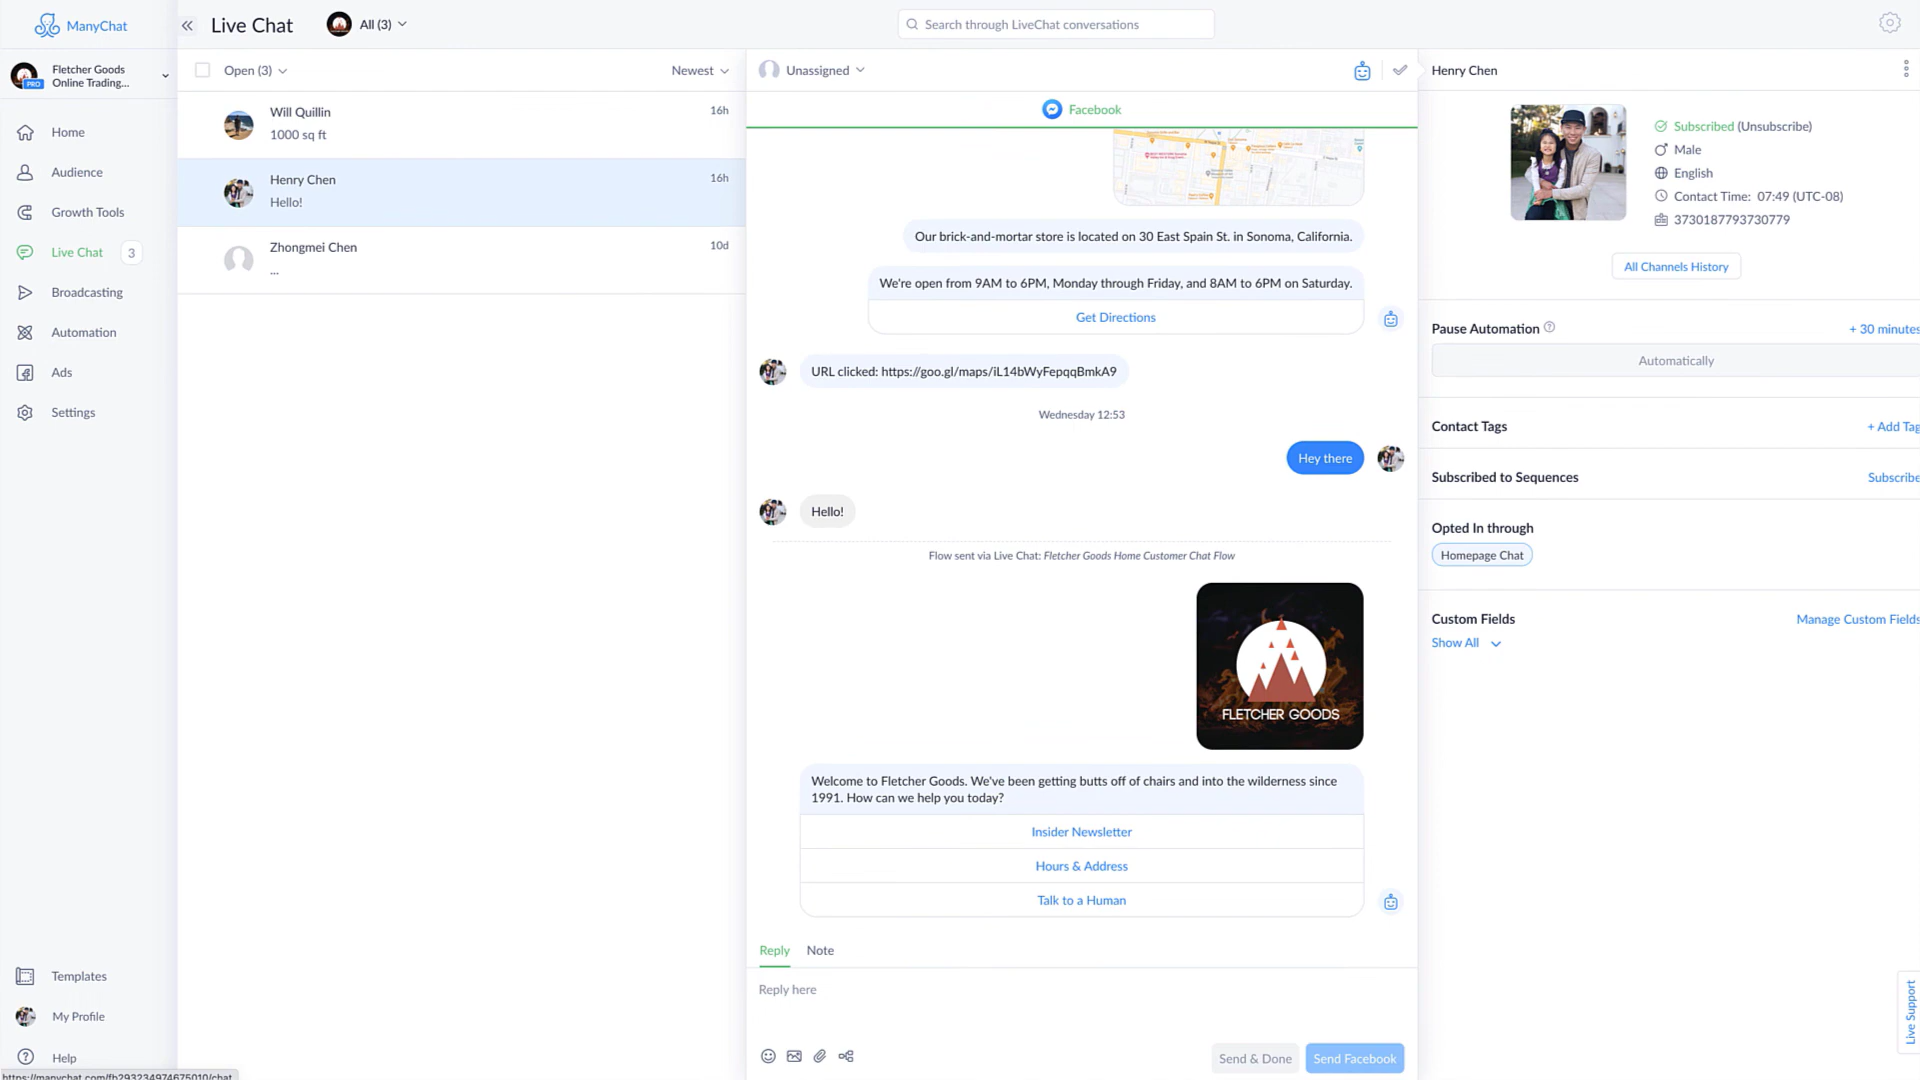 ManyChat
Live Chat
All (3)
Search through LiveChat conversations
Fletcher Goods
Online Trading...
PRO
Home
Audience
Growth Tools
Live Chat 3
Broadcasting
Automation
Ads
Settings
Templates
My Profile
Help
https://manychat.com/fb293234974675010/chat
Open (3)
Newest
Will Quillin 16h
1000 sq ft
Henry Chen 16h
Hello!
Zhongmei Chen 10d
...
Unassigned
Facebook
Our brick-and-mortar store is located on 30 East Spain St. in Sonoma, California.
We're open from 9AM to 6PM, Monday through Friday, and 8AM to 6PM on Saturday.
Get Directions
URL clicked: https://goo.gl/maps/iL14bWyFepqqBmkA9
Wednesday 12:53
Hey there
Hello!
Flow sent via Live Chat: Fletcher Goods Home Customer Chat Flow
FLETCHER GOODS
Welcome to Fletcher Goods. We've been getting butts off of chairs and into the wilderness since
1991. How can we help you today?
Insider Newsletter
Hours & Address
Talk to a Human
Reply Note
Reply here
Send & Done
Send Facebook
Henry Chen
Subscribed (Unsubscribe)
Male
English
Contact Time: 07:49 (UTC-08)
3730187793730779
All Channels History
Pause Automation + 30 minutes
Automatically
Contact Tags + Add Tag
Subscribed to Sequences Subscribe
Opted In through
Homepage Chat
Custom Fields Manage Custom Fields
Show All
Live Support